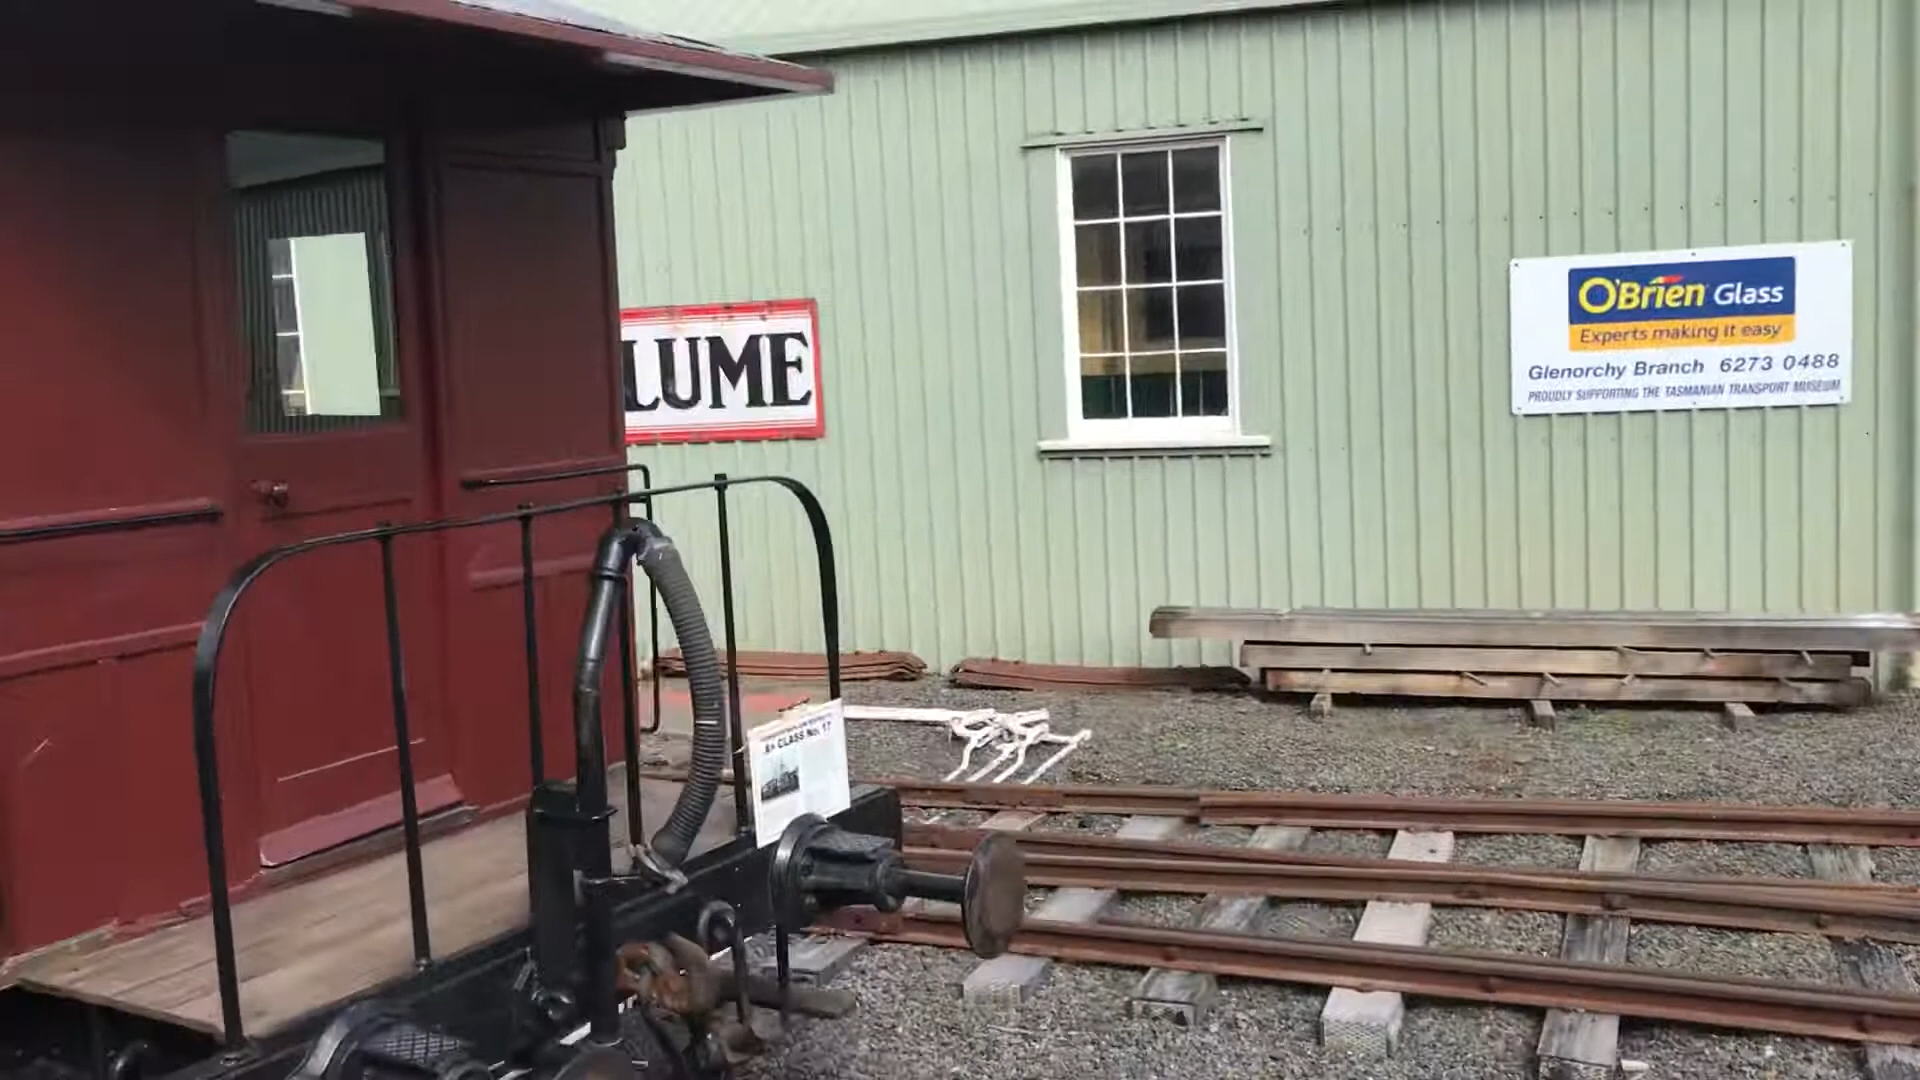 LUME
O'Brien Glass
Experts making it easy
Glenorchy Branch 6273 0488
PROUDLY SUPPORTING THE TASMANIAN TRANSPORT MUSEUM
CLASS No. 17